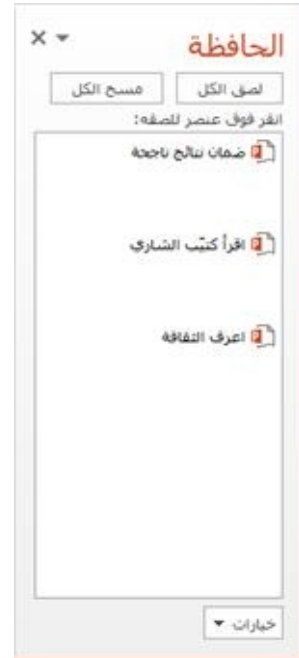 الحافظة
لصق الكل
مسح الكل
انقر فوق عنصر للصقه:
ضمان نتائج ناجحة
اقرأ كتيّب الشاري
اعرف الثقافة
خيارات